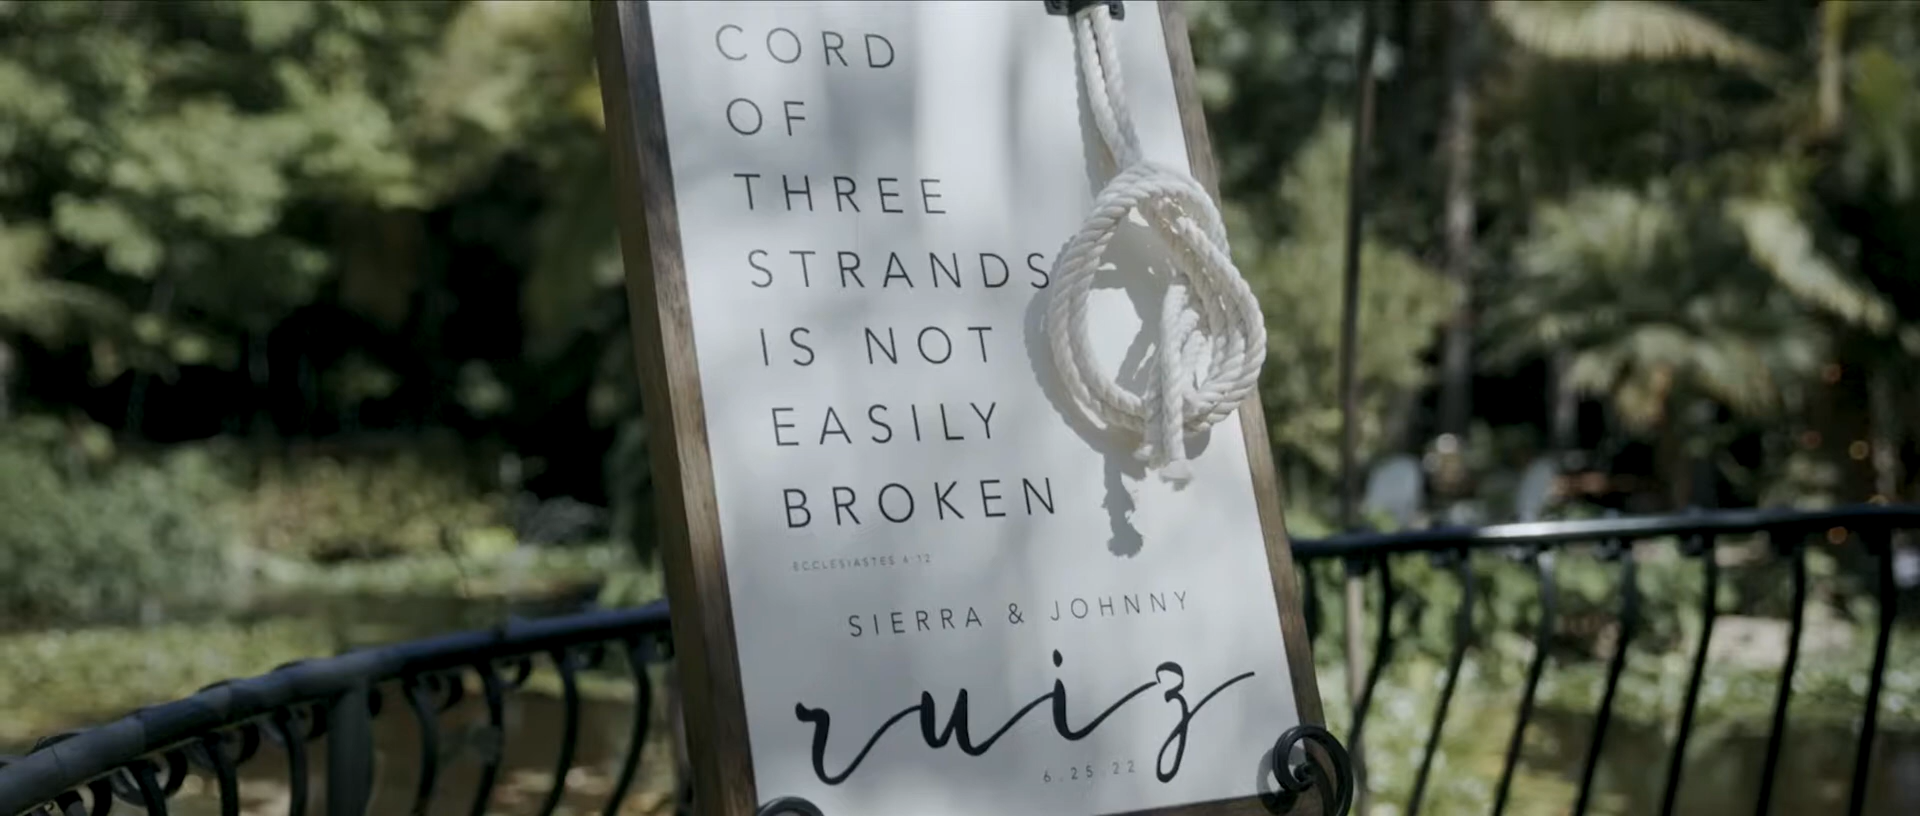 CORD
OF
THREE
STRANDS
IS NOT
EASILY
BROKEN
ECCLESIASTES 4:12
SIERRA & JOHNNY
ruiz
6.25.22